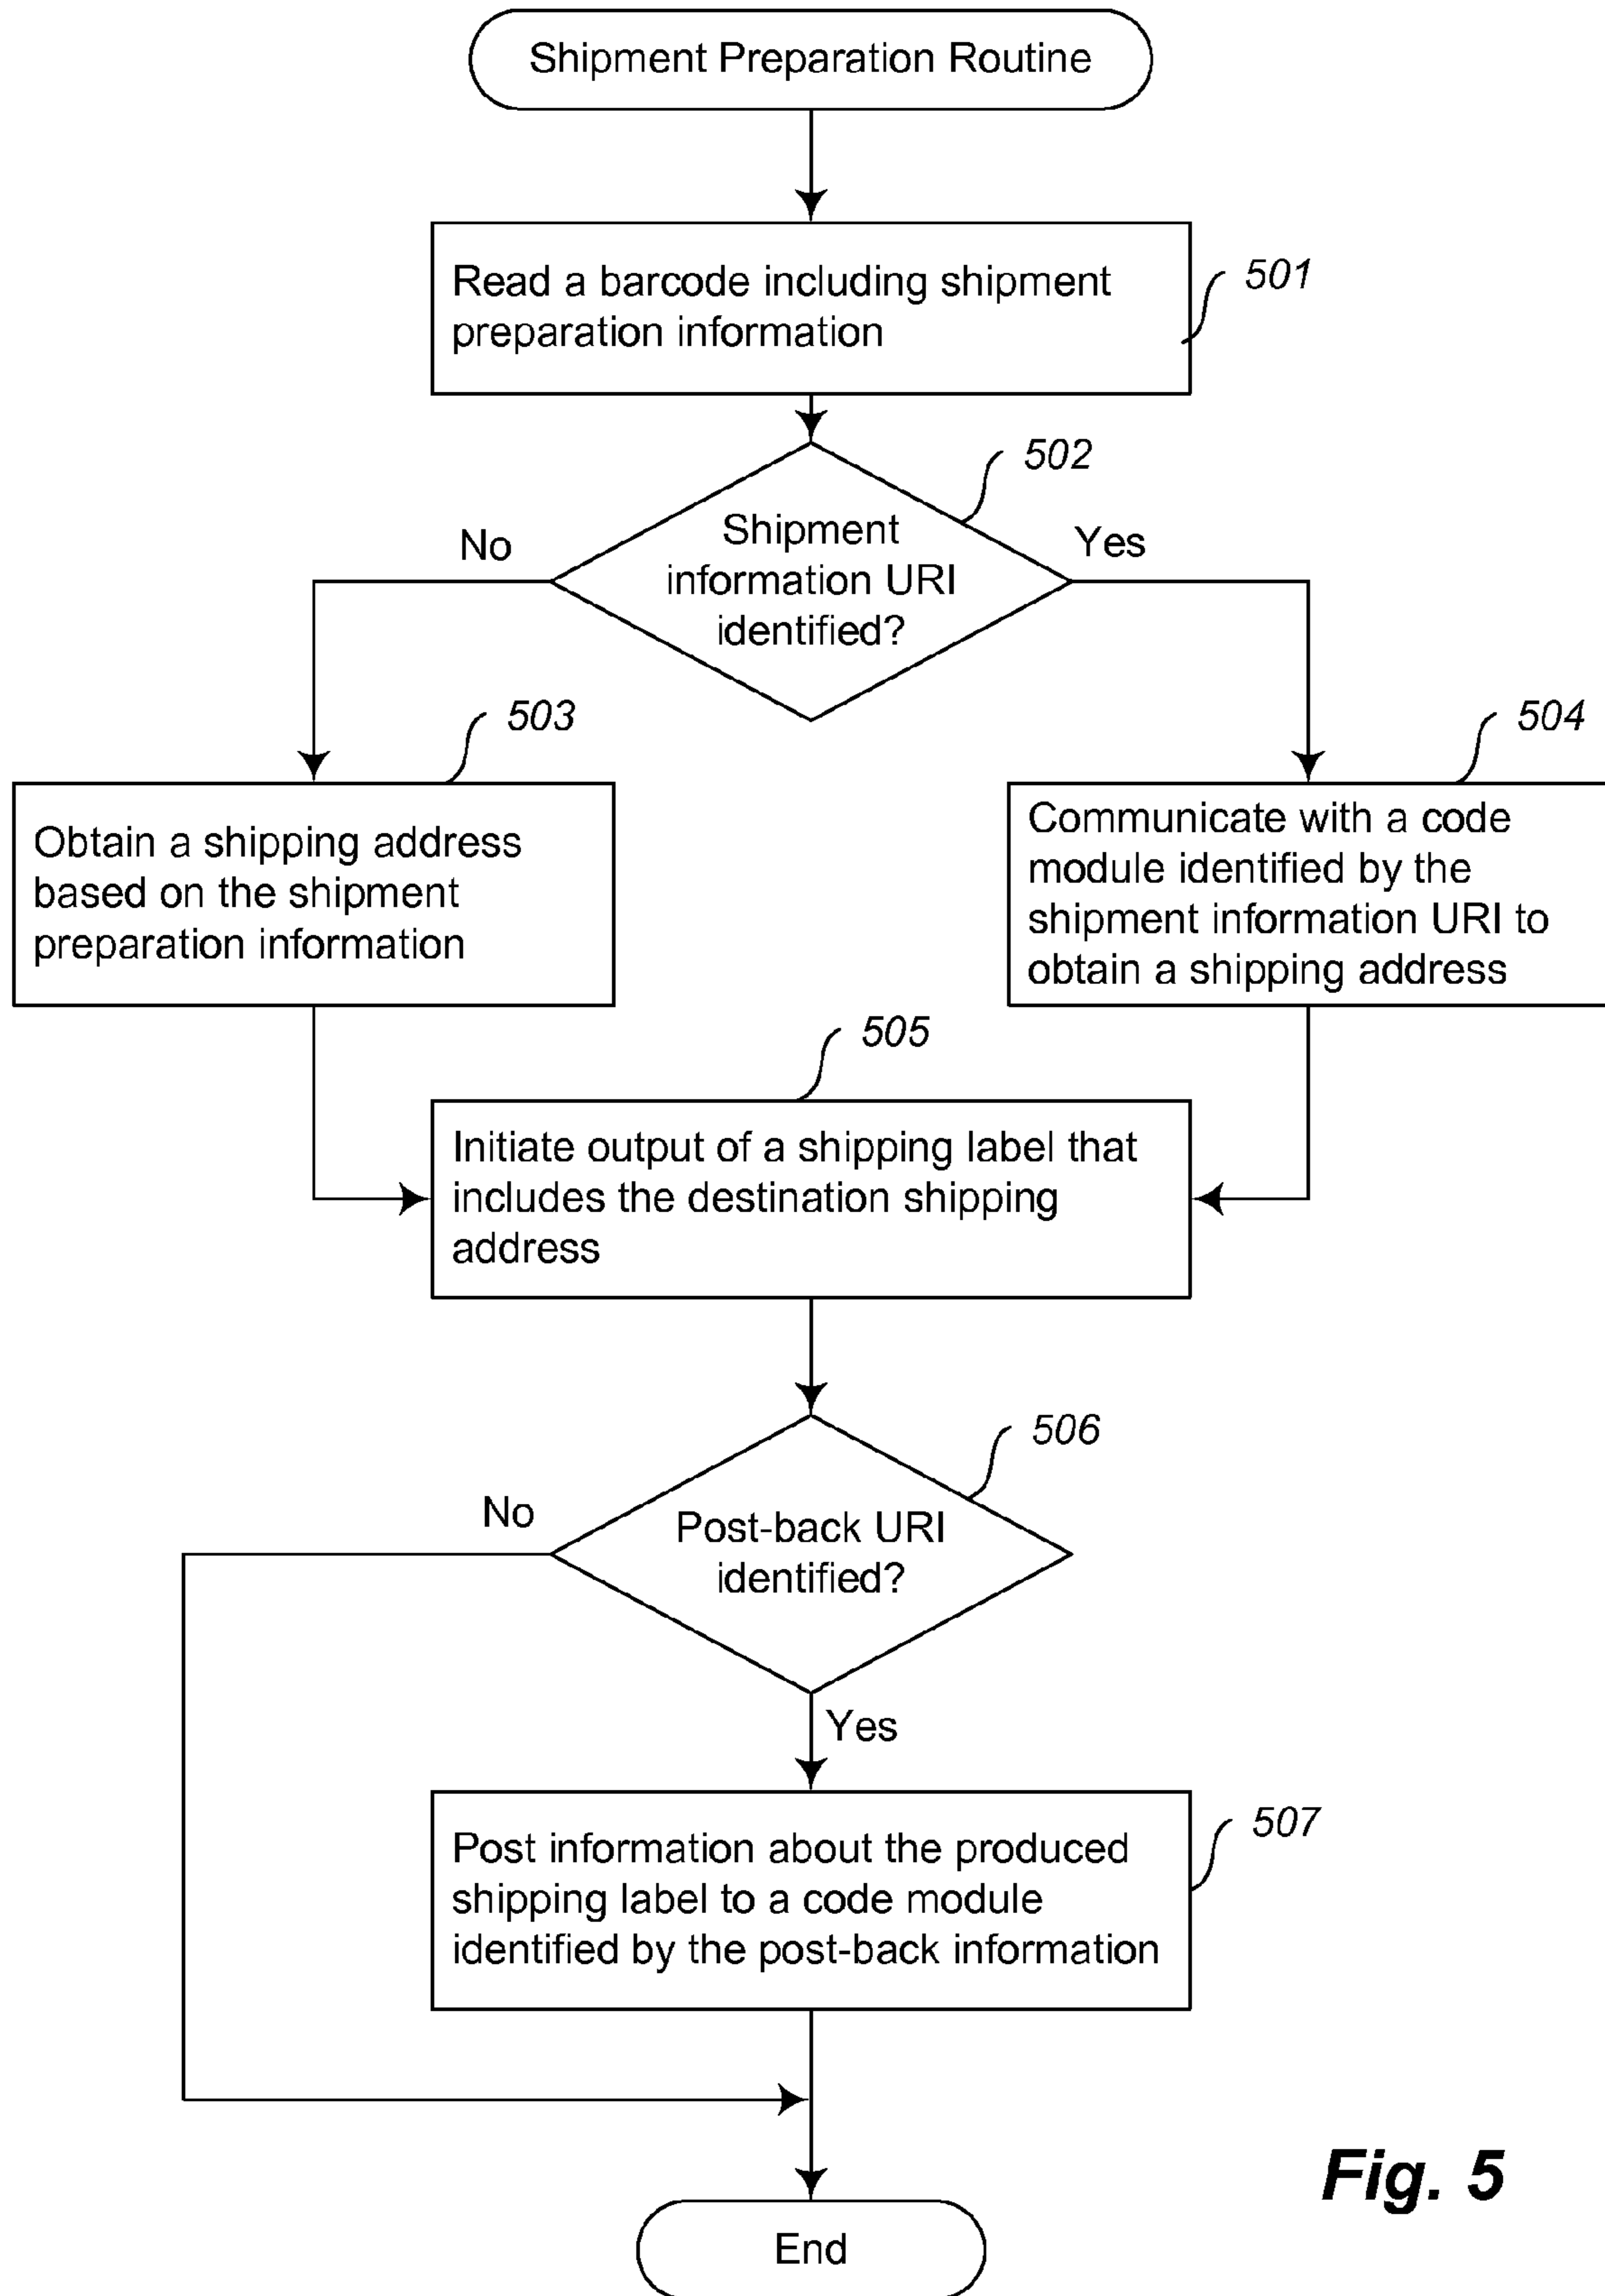 Shipment Preparation Routine
Read a barcode including shipment
preparation information
501
502
Shipment
information URI
identified?
No
Yes
503
Obtain a shipping address
based on the shipment
preparation information
504
Communicate with a code
module identified by the
shipment information URI to
obtain a shipping address
505
Initiate output of a shipping label that
includes the destination shipping
address
506
Post-back URI
identified?
No
Yes
507
Post information about the produced
shipping label to a code module
identified by the post-back information
End
Fig. 5